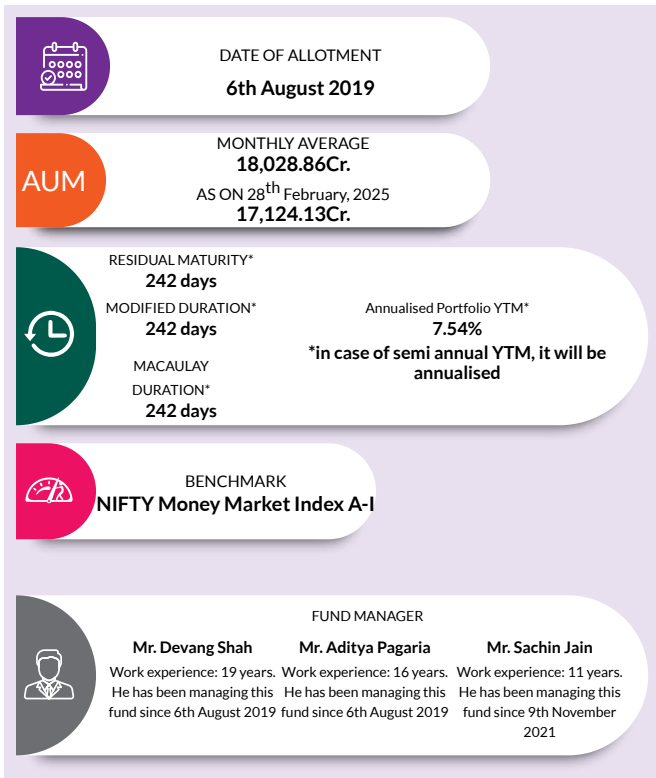 DATE OF ALLOTMENT
6th August 2019
AUM
MONTHLY AVERAGE
18,028.86Cr.
AS ON 28th February, 2025
17,124.13Cr.
RESIDUAL MATURITY*
242 days
MODIFIED DURATION*
242 days
MACAULAY
DURATION*
242 days
Annualised Portfolio YTM*
7.54%
*in case of semi annual YTM, it will be
annualised
BENCHMARK
NIFTY Money Market Index A-I
FUND MANAGER
Mr. Devang Shah
Work experience: 19 years.
He has been managing this
fund since 6th August 2019
Mr. Aditya Pagaria
Work experience: 16 years.
He has been managing this
fund since 6th August 2019
Mr. Sachin Jain
Work experience: 11 years.
He has been managing this
fund since 9th November
2021